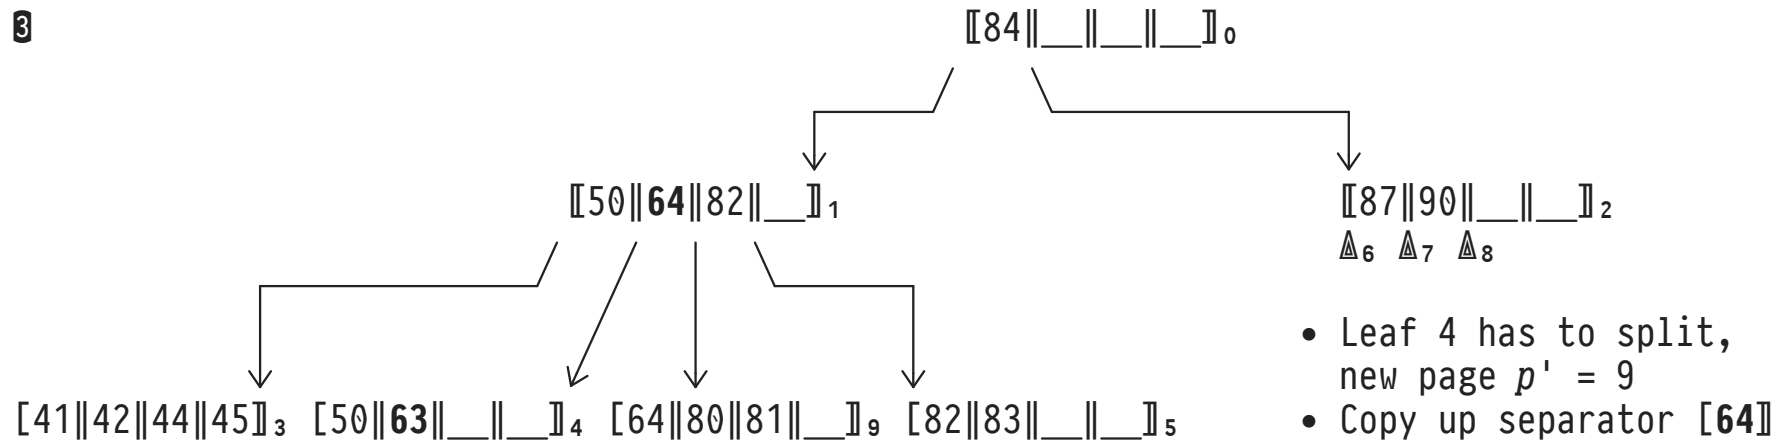 3
⟦84‖__‖__‖__⟧0
⟦50‖64‖82‖__⟧1
⟦87‖90‖__‖__⟧2
◬6 ◬7 ◬8
• Leaf 4 has to split,
new page p' = 9
• Copy up separator [64⟧
[41‖42‖44‖45⟧3 [50‖63‖__‖__⟧4 [64‖80‖81‖__⟧9 [82‖83‖__‖__⟧5